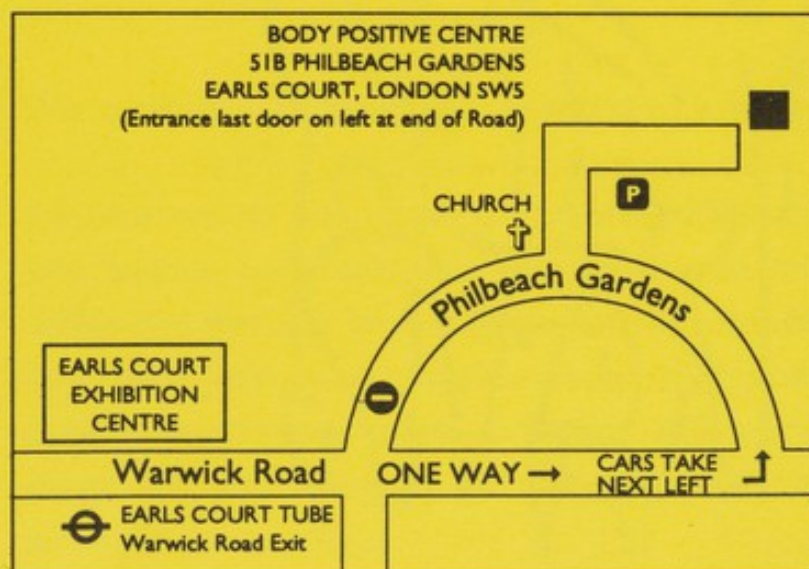 BODY POSITIVE CENTRE
51B PHILBEACH GARDENS
EARLS COURT, LONDON SW5
(Entrance last door on left at end of Road)
P
CHURCH
Philbeach Gardens
EARLS COURT
EXHIBITION
CENTRE
Warwick Road
ONE WAY →
CARS TAKE
NEXT LEFT
EARLS COURT TUBE
Warwick Road Exit